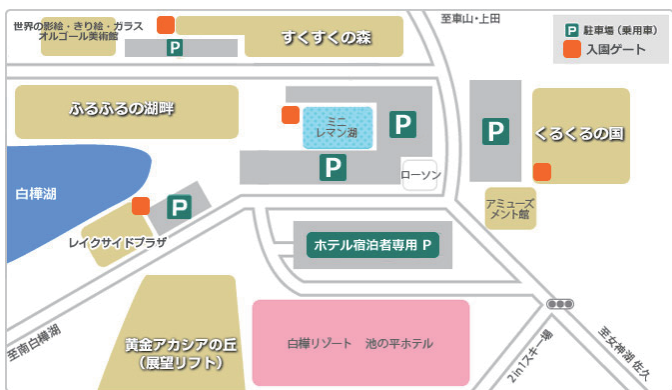 世界の影絵・きり絵・ガラス
オルゴール美術館
P
すくすくの森
至車山・上田
P 駐車場(乗用車)
入園ゲート
ふるふるの湖畔
ミニ
レマン湖
P
P
P
くるくるの国
ローソン
白樺湖
P
アミューズ
メント館
レイクサイドプラザ
ホテル宿泊者専用 P
至南白樺湖
黄金アカシアの丘
(展望リフト)
白樺リゾート 池の平ホテル
2in1スキー場
至女神湖 佐久